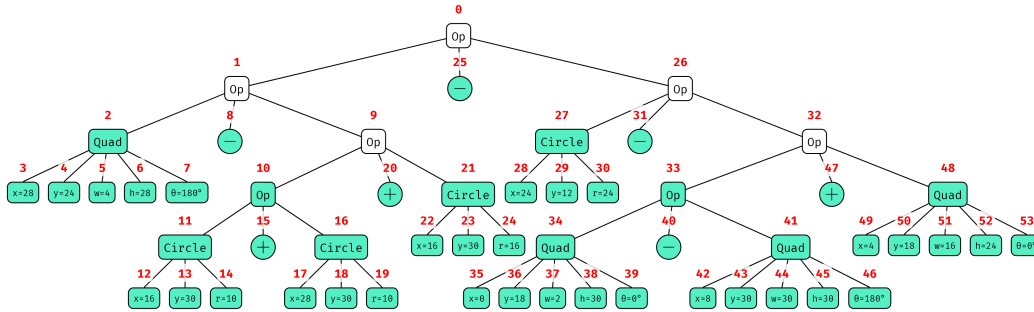 0
Op
1
25
26
Op
−
Op
2
8
9
27
31
32
Quad
−
Op
Circle
−
Op
3
4
5
6
7
10
20
21
28
29
30
33
47
48
x=28
y=24
w=4
h=28
θ=180°
Op
+
Circle
x=24
y=12
r=24
Op
+
Quad
11
15
16
22
23
24
34
40
41
49
50
51
52
53
Circle
+
Circle
x=16
y=30
r=16
Quad
−
Quad
x=4
y=18
w=16
h=24
12
13
14
17
18
19
35
36
37
38
39
42
43
44
45
46
x=16
y=30
r=10
x=28
y=30
r=10
x=0
y=18
w=2
h=30
θ=0°
x=8
y=30
w=30
h=30
θ=180°